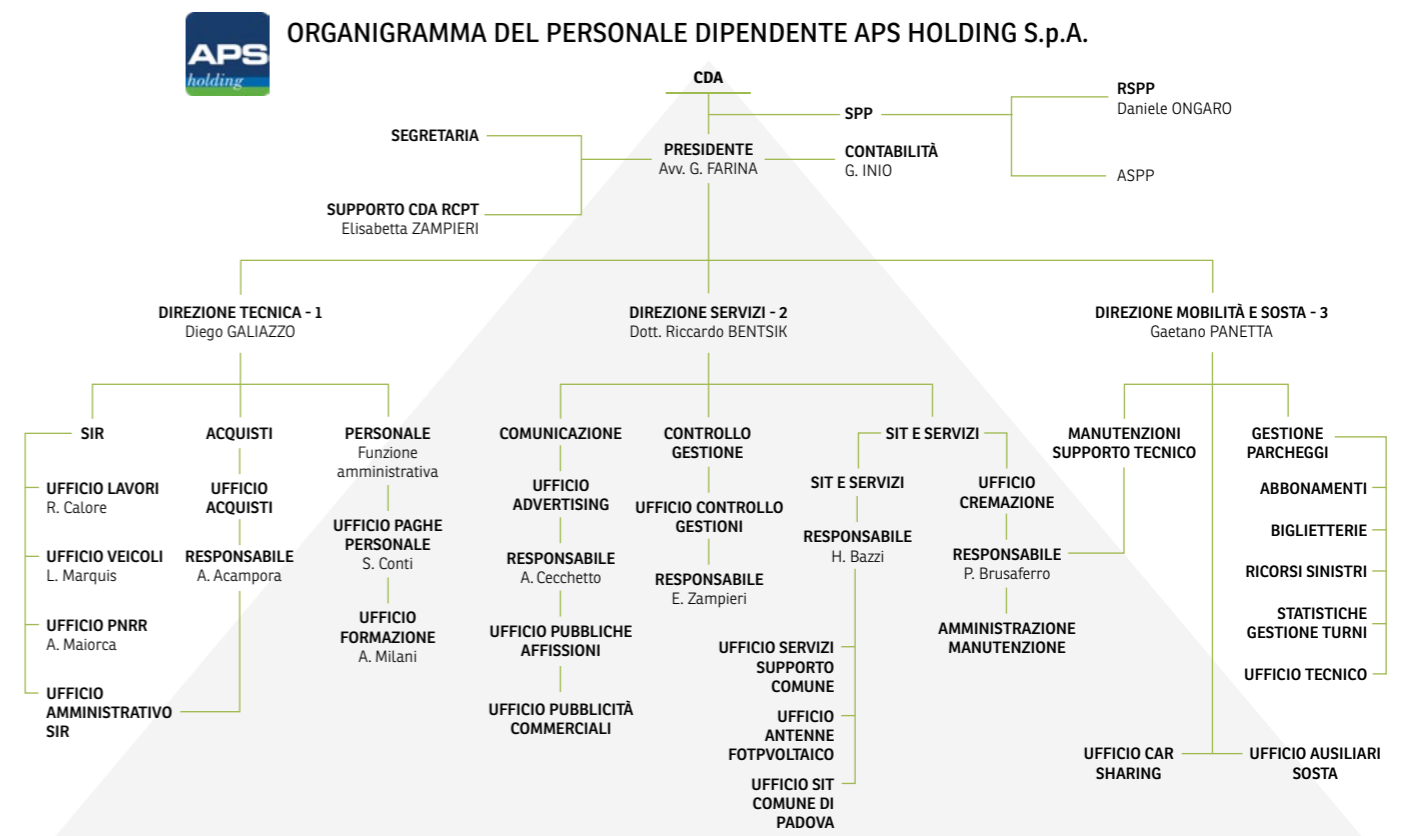 APS
holding
ORGANIGRAMMA DEL PERSONALE DIPENDENTE APS HOLDING S.p.A.
CDA
SPP
RSPP
Daniele ONGARO
ASPP
SEGRETARIA
PRESIDENTE
Avv. G. FARINA
CONTABILITÀ
G. INIO
SUPPORTO CDA RCPT
Elisabetta ZAMPIERI
DIREZIONE TECNICA - 1
Diego GALIAZZO
DIREZIONE SERVIZI - 2
Dott. Riccardo BENTSIK
DIREZIONE MOBILITÀ E SOSTA - 3
Gaetano PANETTA
SIR
UFFICIO LAVORI
R. Calore
UFFICIO VEICOLI
L. Marquis
UFFICIO PNRR
A. Maiorca
UFFICIO
AMMINISTRATIVO
SIR
ACQUISTI
UFFICIO
ACQUISTI
RESPONSABILE
A. Acampora
PERSONALE
Funzione
amministrativa
UFFICIO PAGHE
PERSONALE
S. Conti
UFFICIO
FORMAZIONE
A. Milani
COMUNICAZIONE
UFFICIO
ADVERTISING
RESPONSABILE
A. Cecchetto
UFFICIO PUBBLICHE
AFFISSIONI
UFFICIO PUBBLICITÀ
COMMERCIALI
CONTROLLO
GESTIONE
UFFICIO CONTROLLO
GESTIONI
RESPONSABILE
E. Zampieri
SIT E SERVIZI
SIT E SERVIZI
RESPONSABILE
H. Bazzi
UFFICIO SERVIZI
SUPPORTO
COMUNE
UFFICIO
ANTENNE
FOTPVOLTAICO
UFFICIO SIT
COMUNE DI
PADOVA
UFFICIO
CREMAZIONE
RESPONSABILE
P. Brusaferro
AMMINISTRAZIONE
MANUTENZIONE
MANUTENZIONI
SUPPORTO TECNICO
GESTIONE
PARCHEGGI
ABBONAMENTI
BIGLIETTERIE
RICORSI SINISTRI
STATISTICHE
GESTIONE TURNI
UFFICIO TECNICO
UFFICIO CAR
SHARING
UFFICIO AUSILIARI
SOSTA